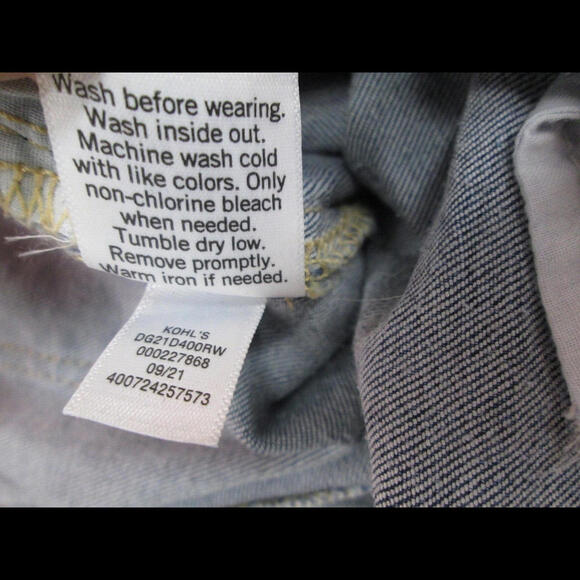 Wash before wearing.
Wash inside out.
Machine wash cold
with like colors. Only
non-chlorine bleach
when needed.
Tumble dry low.
Remove promptly.
Warm iron if needed.
KOHL'S
DG21D400RW
000227868
09/21
400724257573